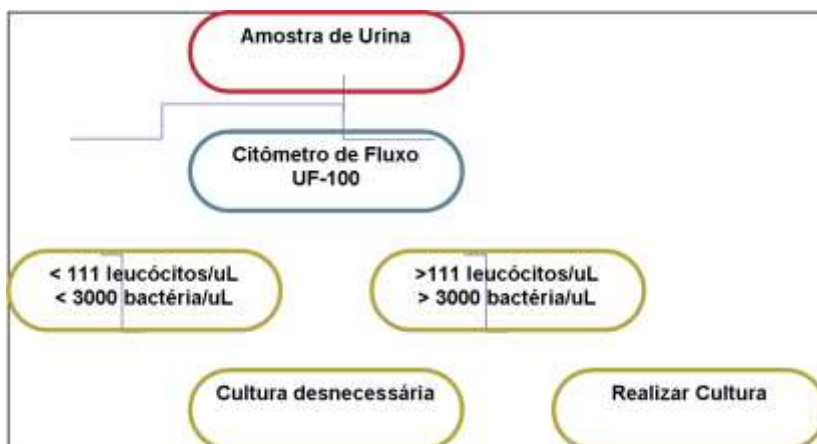 Amostra de Urina
Citômetro de Fluxo
UF-100
< 111 leucócitos/uL
< 3000 bactéria/uL
>111 leucócitos/uL
> 3000 bactéria/uL
Cultura desnecessária
Realizar Cultura